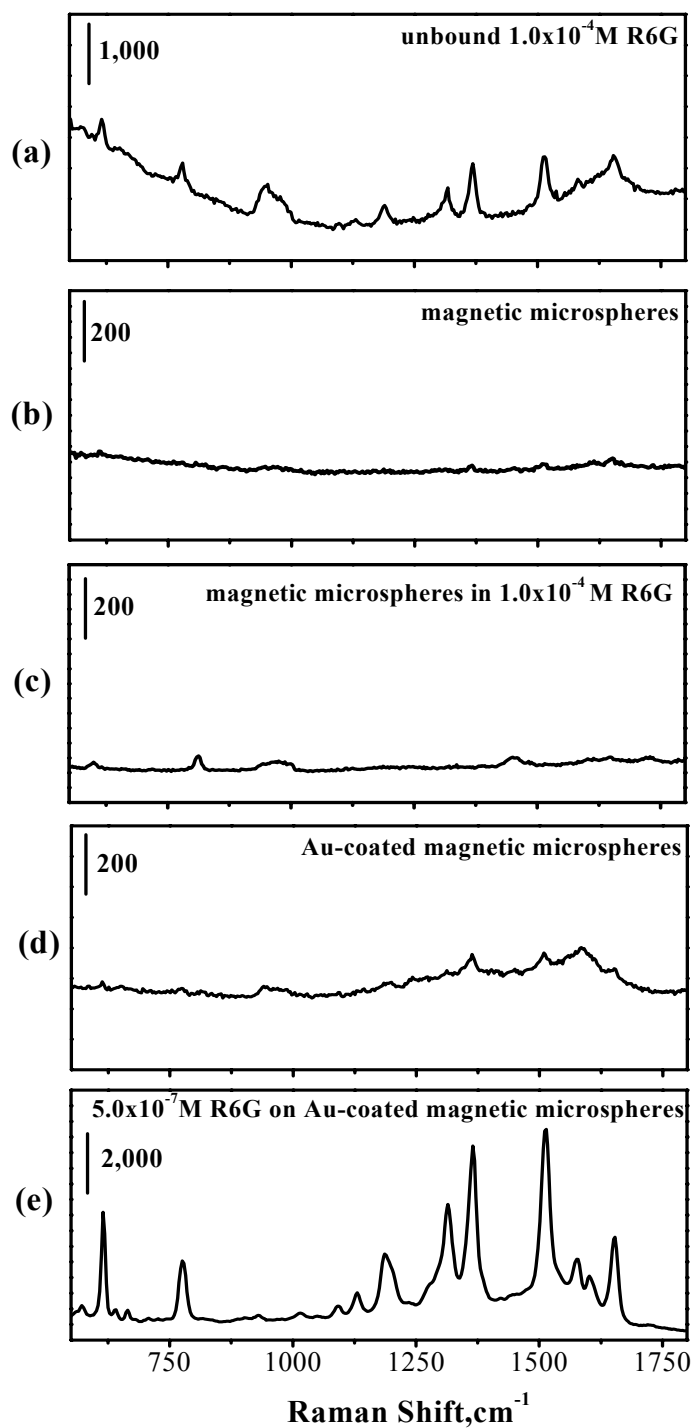 unbound 1.0x10⁻⁴M R6G
1,000
(a)
magnetic microspheres
200
(b)
magnetic microspheres in 1.0x10⁻⁴ M R6G
200
(c)
Au-coated magnetic microspheres
200
(d)
5.0x10⁻⁷M R6G on Au-coated magnetic microspheres
2,000
(e)
750 1000 1250 1500 1750
Raman Shift,cm⁻¹